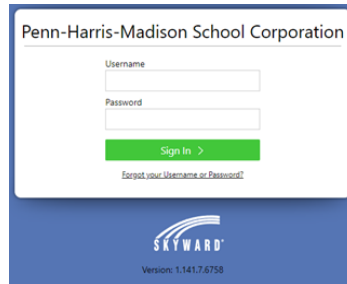 Penn-Harris-Madison School Corporation
Username
Password
Sign In
Forgot your Username or Password?
SKYWARD
Version: 1.141.7.6758